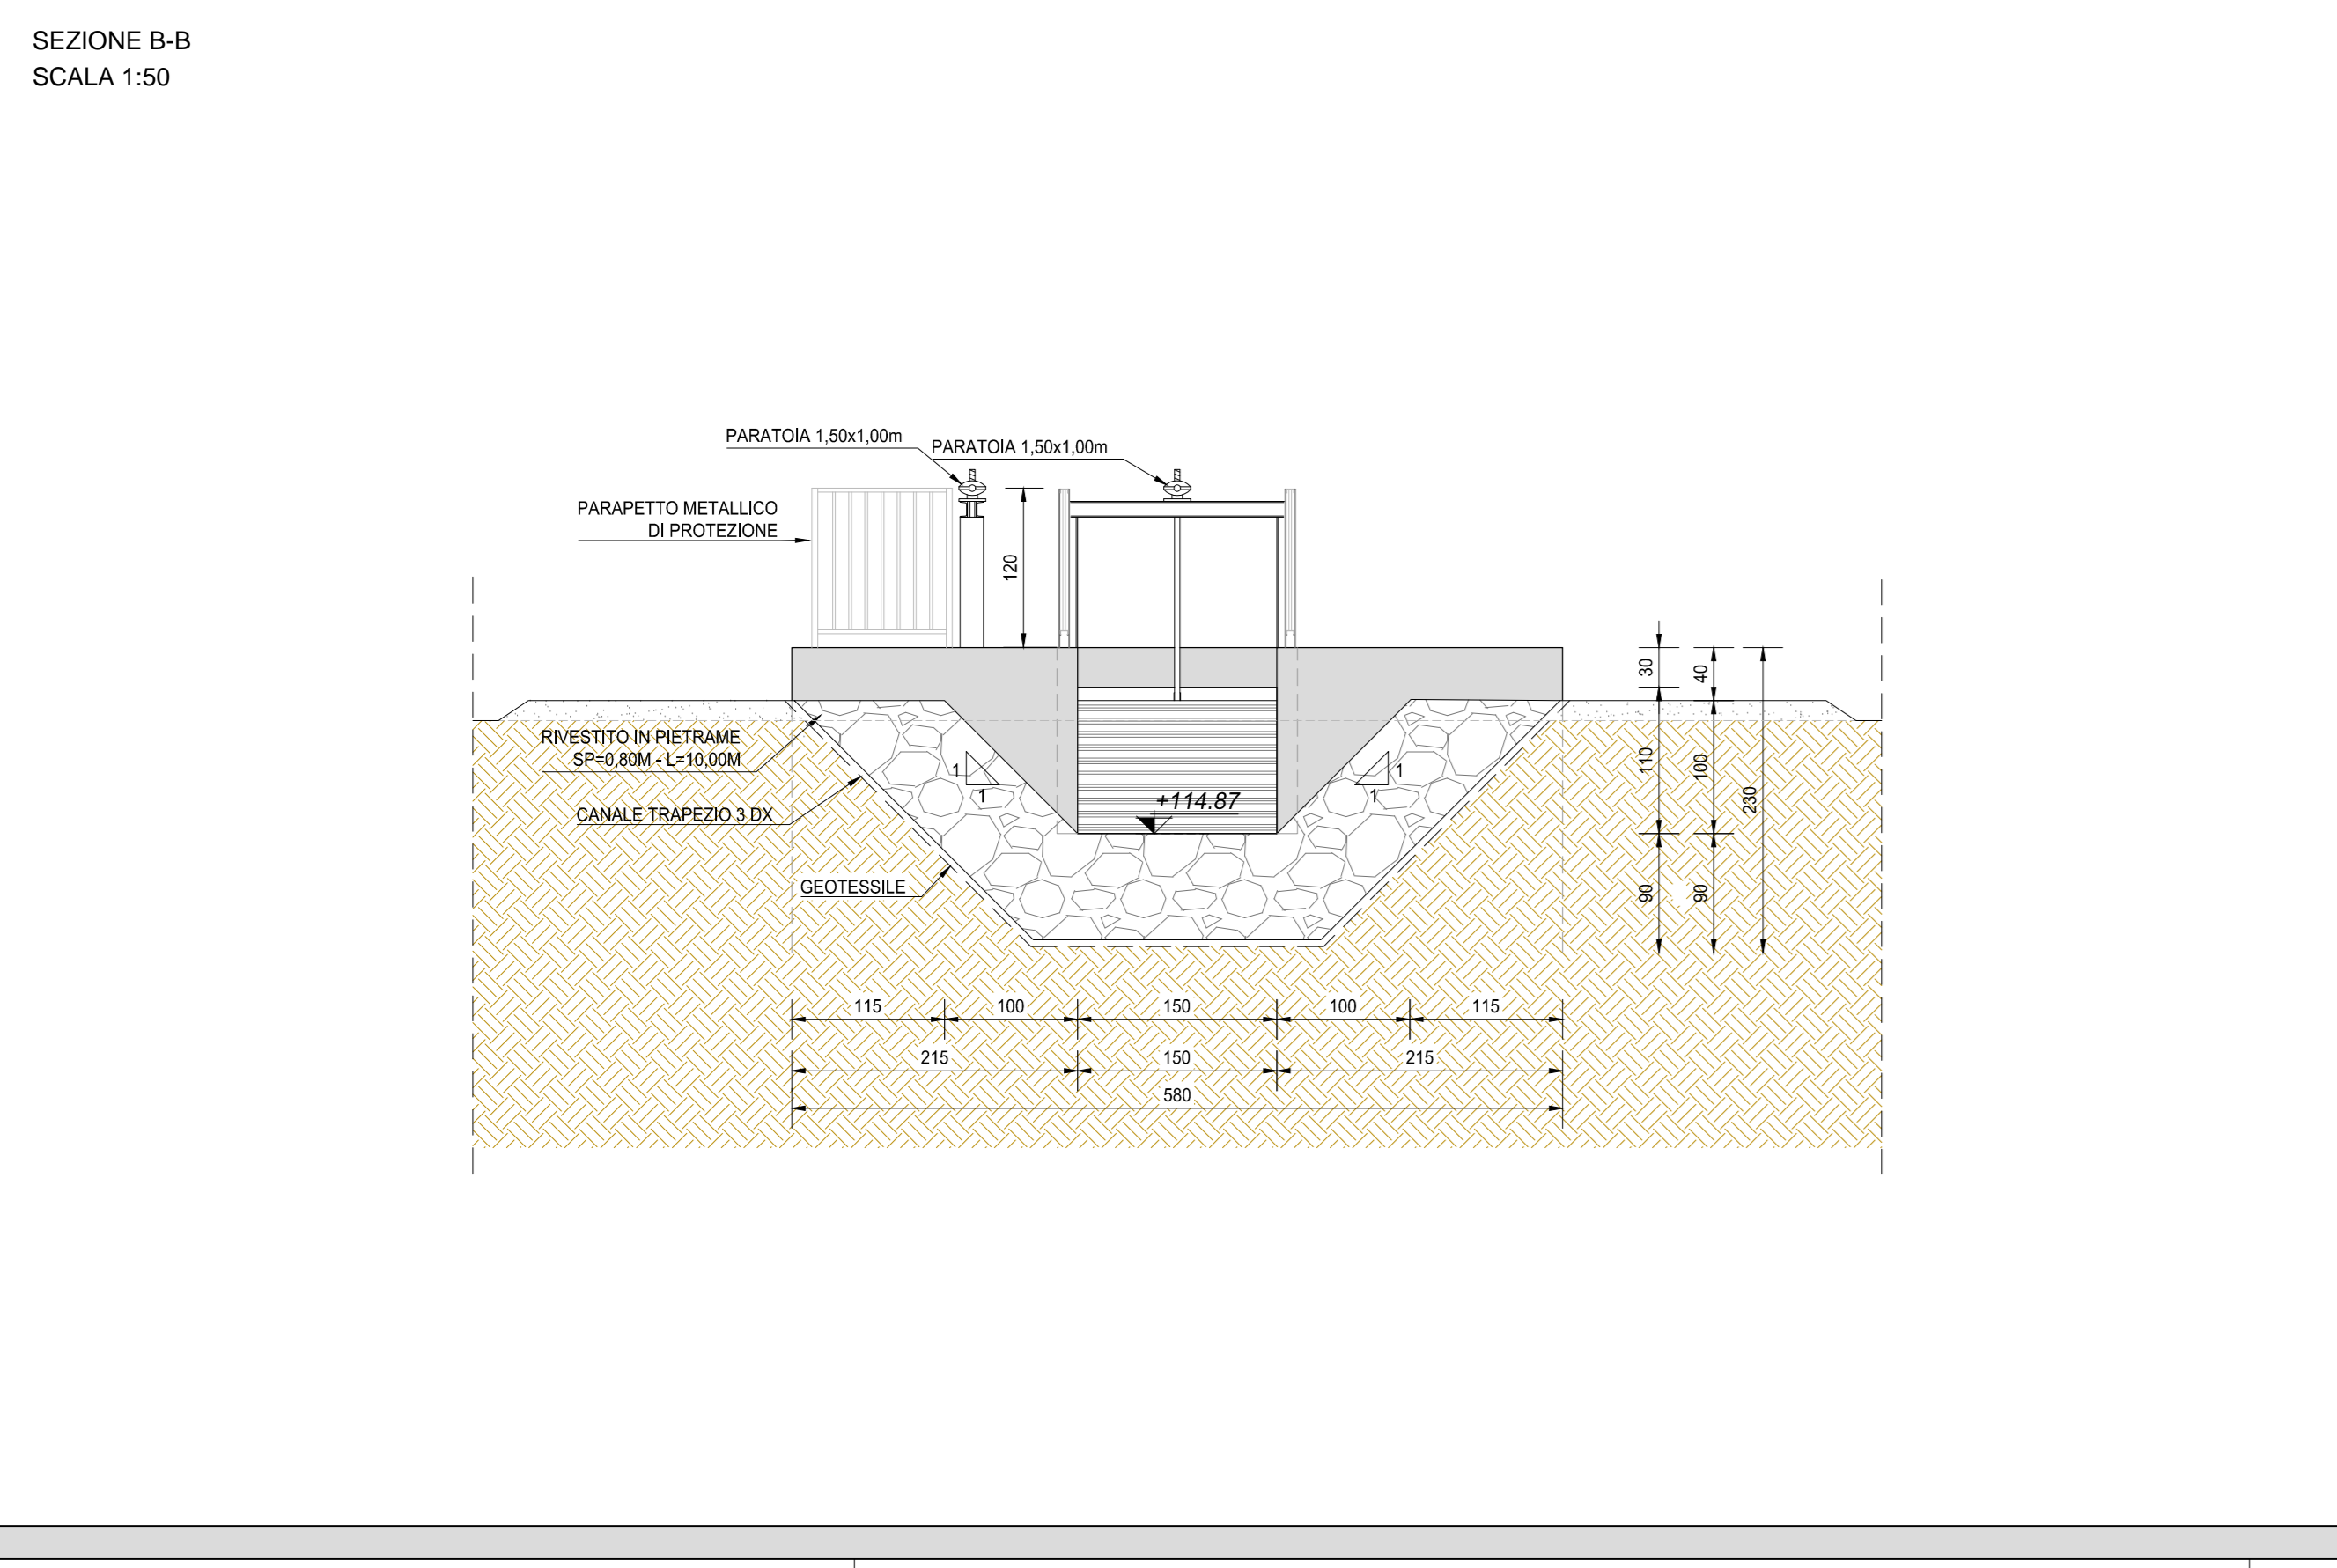 SEZIONE B-B
SCALA 1:50
PARATOIA 1,50x1,00m
PARATOIA 1,50x1,00m
PARAPETTO METALLICO
DI PROTEZIONE
120
30
40
RIVESTITO IN PIETRAME
SP=0,80M - L=10,00M
1
1
1
1
110
100
230
+114.87
CANALE TRAPEZIO 3 DX
GEOTESSILE
90
90
115
100
150
100
115
215
150
215
580